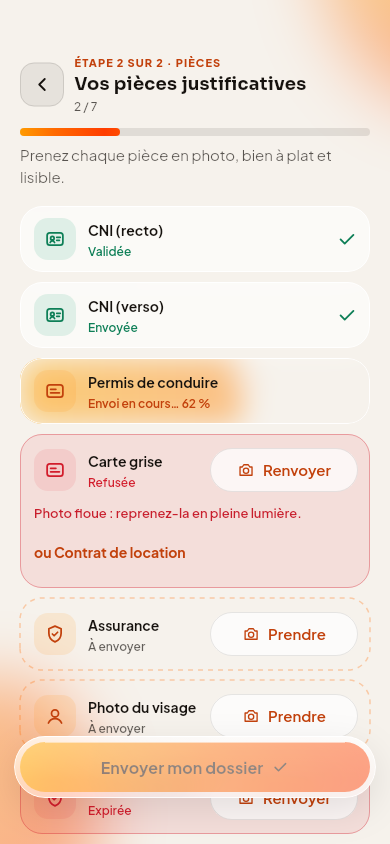 ÉTAPE 2 SUR 2 · PIÈCES
Vos pièces justificatives
2 / 7
Prenez chaque pièce en photo, bien à plat et
lisible.
CNI (recto)
Validée
CNI (verso)
Envoyée
Permis de conduire
Envoi en cours… 62 %
Carte grise
Refusée
Renvoyer
Photo floue : reprenez-la en pleine lumière.
ou Contrat de location
Assurance
À envoyer
Prendre
Photo du visage
À envoyer
Prendre
Envoyer mon dossier
Expirée
Renvoyer